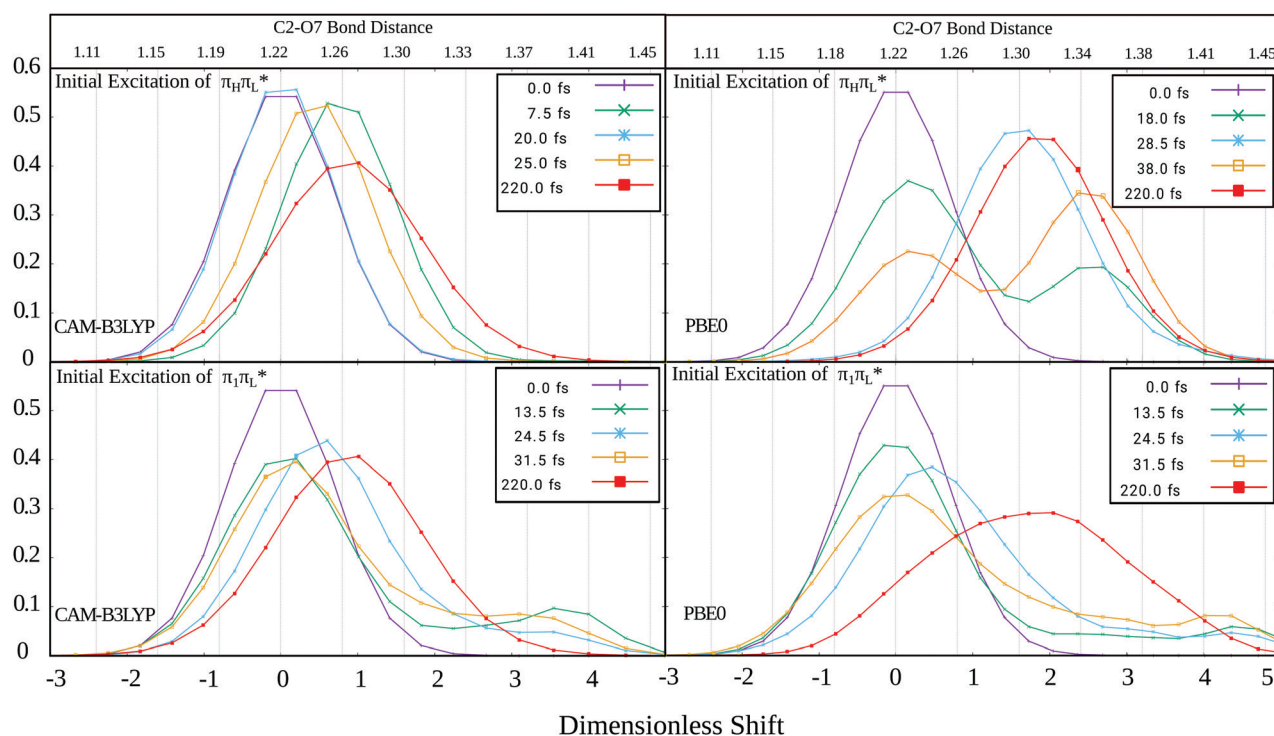 C2-O7 Bond Distance C2-O7 Bond Distance
1.11 1.15 1.19 1.22 1.26 1.30 1.33 1.37 1.41 1.45 1.11 1.15 1.18 1.22 1.26 1.30 1.34 1.38 1.41 1.45
0.6
Initial Excitation of πHπL*
0.0 fs
7.5 fs
20.0 fs
25.0 fs
220.0 fs
0.5
0.4
0.3
0.2
0.1
0
CAM-B3LYP
Initial Excitation of πHπL*
0.0 fs
18.0 fs
28.5 fs
38.0 fs
220.0 fs
PBE0
Initial Excitation of π1πL*
0.0 fs
13.5 fs
24.5 fs
31.5 fs
220.0 fs
0.5
0.4
0.3
0.2
0.1
0
CAM-B3LYP
Initial Excitation of π1πL*
0.0 fs
13.5 fs
24.5 fs
31.5 fs
220.0 fs
PBE0
-3 -2 -1 0 1 2 3 4 -3 -2 -1 0 1 2 3 4 5
Dimensionless Shift